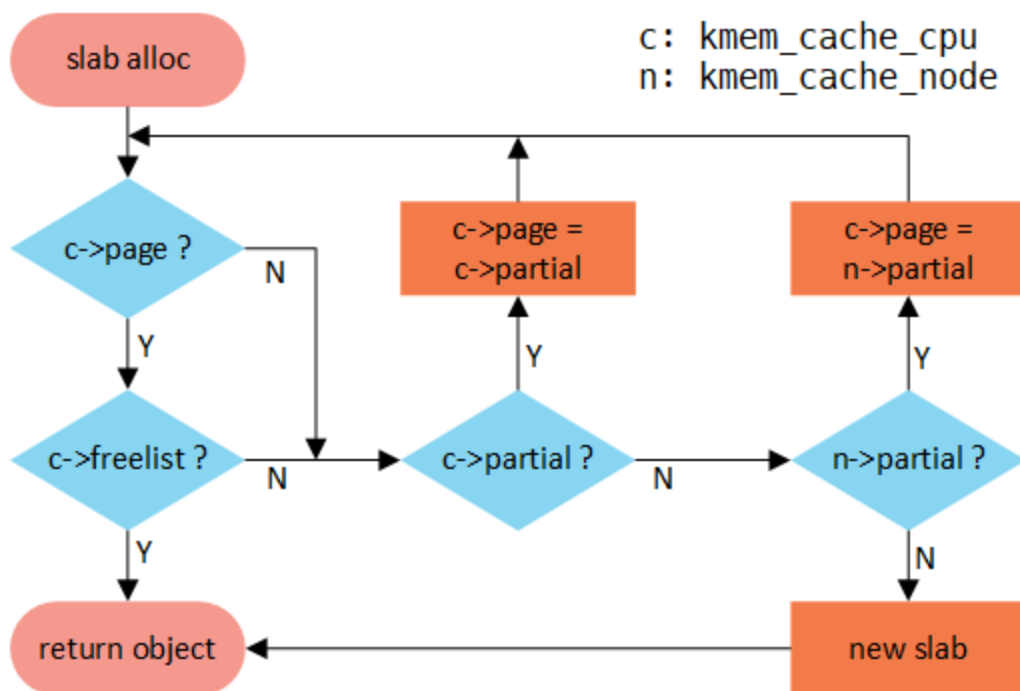 slab alloc
c: kmem_cache_cpu
n: kmem_cache_node
c->page ?
N
c->page =
c->partial
c->page =
n->partial
Y
Y
Y
c->freelist ?
N
c->partial ?
N
n->partial ?
Y
N
return object
new slab